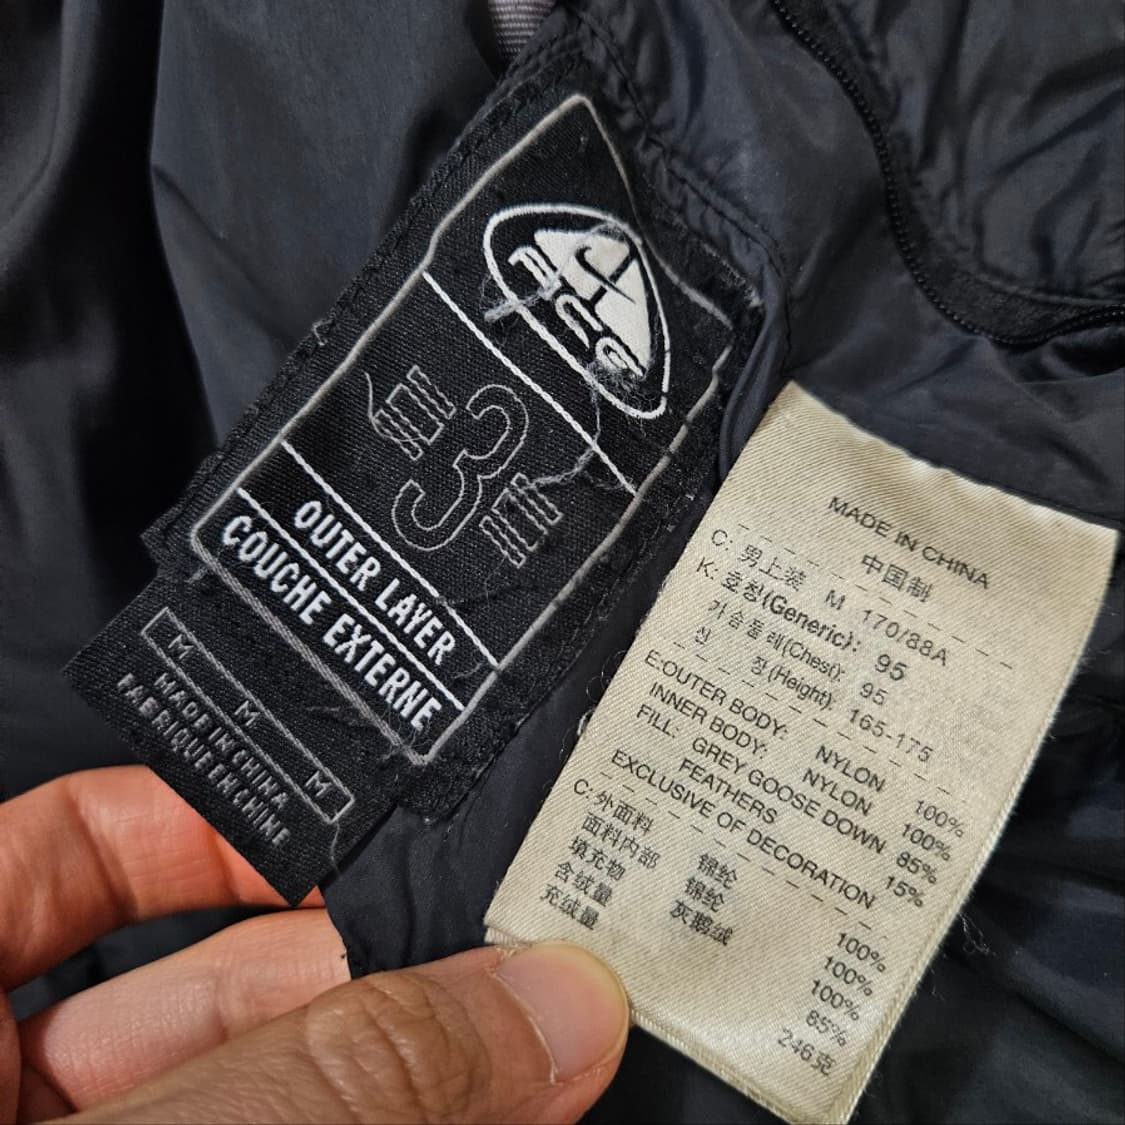 ACG
3
OUTER LAYER
COUCHE EXTERNE
M M M
MADE IN CHINA
FABRIQUE EN CHINE
MADE IN CHINA
中国制
C: 男上装 M 170/88A
K: 호칭(Generic): 95
가슴둘레(Chest): 95
신 장(Height): 165-175
E:OUTER BODY: NYLON 100%
INNER BODY: NYLON 100%
FILL: GREY GOOSE DOWN 85%
FEATHERS 15%
EXCLUSIVE OF DECORATION
C: 外面料 锦纶 100%
面料内部 锦纶 100%
填充物 灰鹅绒 100%
含绒量 85%
充绒量 246克